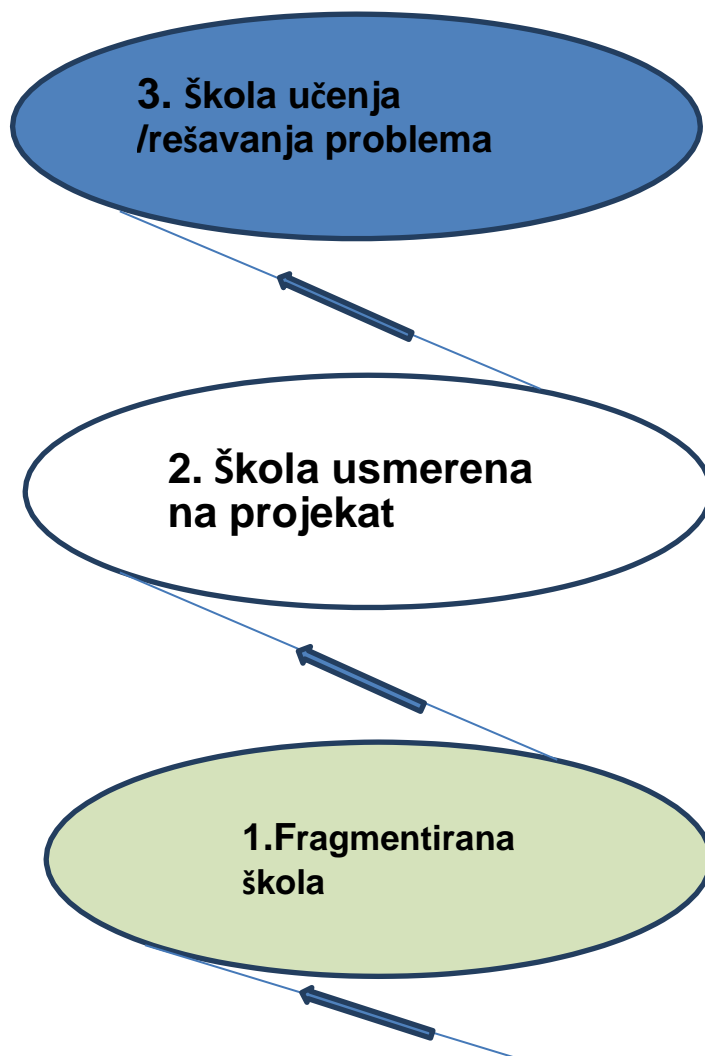 3. Škola učenja
/rešavanja problema
2. Škola usmerena
na projekat
1.Fragmentirana
škola